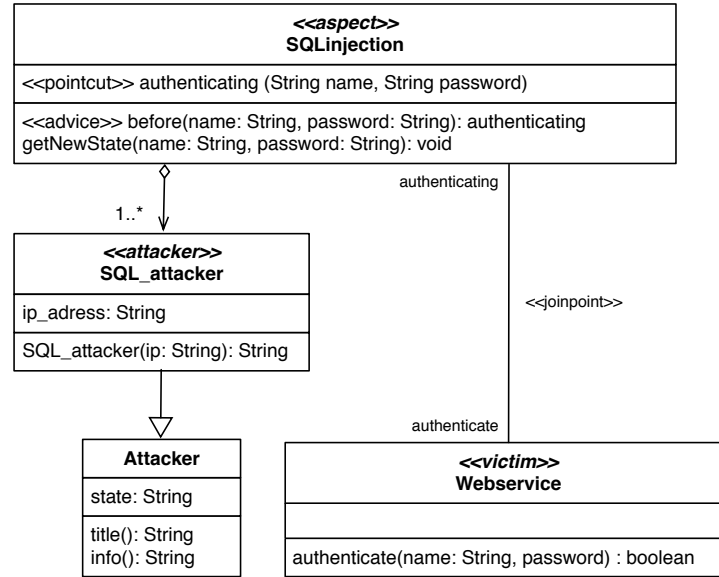 <<aspect>>
SQLinjection
<<pointcut>> authenticating (String name, String password)
<<advice>> before(name: String, password: String): authenticating
getNewState(name: String, password: String): void
authenticating
1..*
<<attacker>>
SQL_attacker
ip_adress: String
SQL_attacker(ip: String): String
<<joinpoint>>
authenticate
Attacker
state: String
title(): String
info(): String
<<victim>>
Webservice
authenticate(name: String, password) : boolean